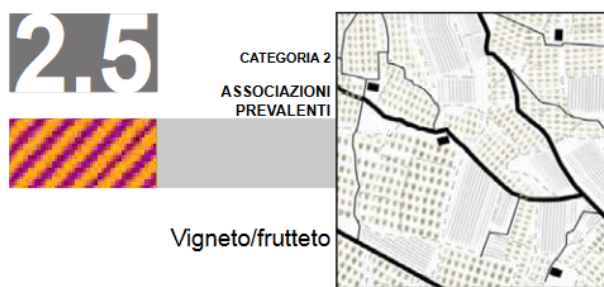 2.5
CATEGORIA 2
ASSOCIAZIONI
PREVALENTI
Vigneto/frutteto